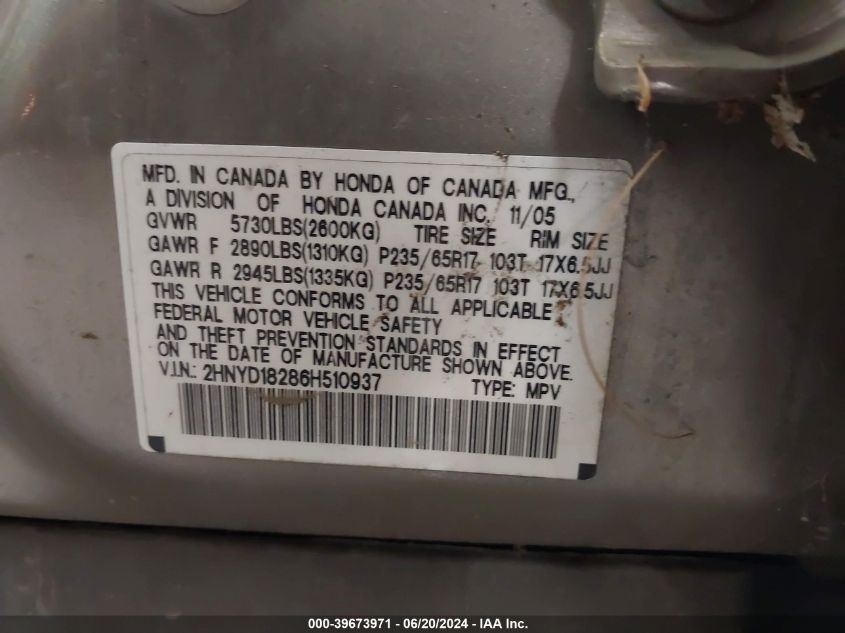 MFD. IN CANADA BY HONDA OF CANADA MFG.,
A DIVISION OF HONDA CANADA INC. 11/05
GVWR 5730LBS(2600KG) TIRE SIZE RIM SIZE
GAWR F 2890LBS(1310KG) P235/65R17 103T 17X6.5JJ
GAWR R 2945LBS(1335KG) P235/65R17 103T 17X6.5JJ
THIS VEHICLE CONFORMS TO ALL APPLICABLE
FEDERAL MOTOR VEHICLE SAFETY
AND THEFT PREVENTION STANDARDS IN EFFECT
ON THE DATE OF MANUFACTURE SHOWN ABOVE.
V.I.N.: 2HNYD18286H510937 TYPE: MPV
000-39673971 - 06/20/2024 - IAA Inc.